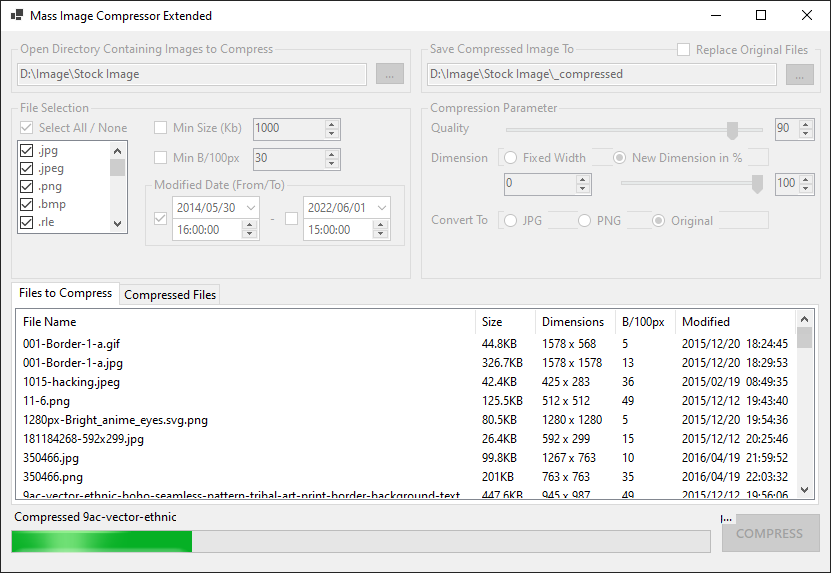 Mass Image Compressor Extended
Open Directory Containing Images to Compress
D:\Image\Stock Image
...
Save Compressed Image To
Replace Original Files
D:\Image\Stock Image\_compressed
...
File Selection
Select All / None
.jpg
.jpeg
.png
.bmp
.rle
Min Size (Kb) 1000
Min B/100px 30
Modified Date (From/To)
2014/05/30 - 2022/06/01
16:00:00 15:00:00
Compression Parameter
Quality 90
Dimension Fixed Width New Dimension in %
0 100
Convert To JPG PNG Original
Files to Compress Compressed Files
File Name Size Dimensions B/100px Modified
001-Border-1-a.gif 44.8KB 1578 x 568 5 2015/12/20 18:24:45
001-Border-1-a.jpg 326.7KB 1578 x 1578 13 2015/12/20 18:29:53
1015-hacking.jpeg 42.4KB 425 x 283 36 2015/02/19 08:49:35
11-6.png 125.5KB 512 x 512 49 2015/12/12 19:43:40
1280px-Bright_anime_eyes.svg.png 80.5KB 1280 x 1280 5 2015/12/20 19:54:36
181184268-592x299.jpg 26.4KB 592 x 299 15 2015/12/12 20:25:46
350466.jpg 99.8KB 1267 x 763 10 2016/04/19 21:59:52
350466.png 201KB 763 x 763 35 2016/04/19 22:03:32
9ac-vector-ethnic-boho-seamless-pattern-tribal-art-print-border-background-text 447.6KB 945 x 987 49 2015/12/12 19:56:06
Compressed 9ac-vector-ethnic
COMPRESS